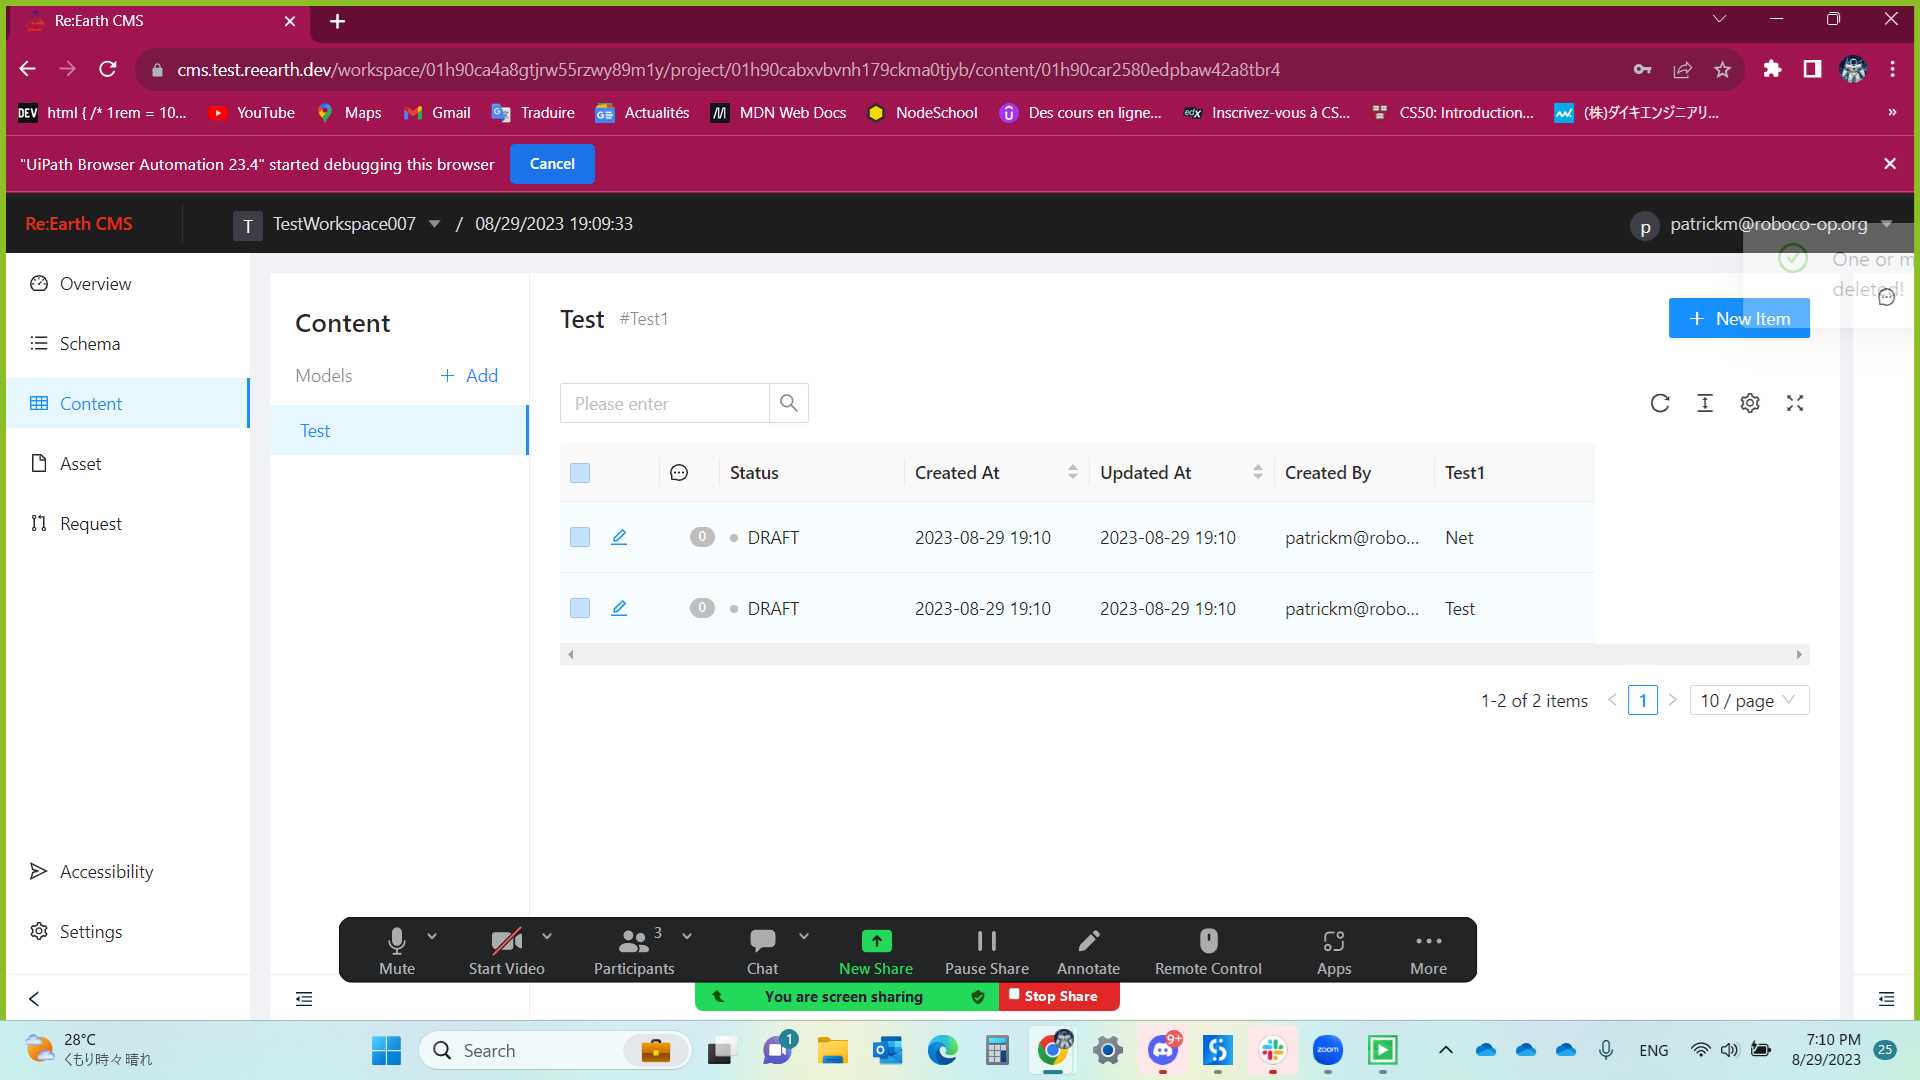 Re:Earth CMS
cms.test.reearth.dev/workspace/01h90ca4a8gtjrw55rzwy89m1y/project/01h90cabxvbvnh179ckma0tjyb/content/01h90car2580edpbaw42a8tbr4
DEV html { /* 1rem = 10... YouTube Maps Gmail Traduire Actualités MDN Web Docs NodeSchool Des cours en ligne... edX Inscrivez-vous à CS... CS50: Introduction... (株)ダイキエンジニアリ... »
"UiPath Browser Automation 23.4" started debugging this browser Cancel
Re:Earth CMS T TestWorkspace007 / 08/29/2023 19:09:33 p patrickm@roboco-op.org
One or m
deleted!
Overview
Schema
Content
Asset
Request
Accessibility
Settings
Content
Models + Add
Test
Test #Test1
+ New Item
Please enter
Status Created At Updated At Created By Test1
0 DRAFT 2023-08-29 19:10 2023-08-29 19:10 patrickm@robo... Net
0 DRAFT 2023-08-29 19:10 2023-08-29 19:10 patrickm@robo... Test
1-2 of 2 items < 1 > 10 / page
3
Mute Start Video Participants Chat New Share Pause Share Annotate Remote Control Apps More
You are screen sharing Stop Share
28°C
くもり時々晴れ
Search
1
9+
zoom
ENG
7:10 PM
8/29/2023
25